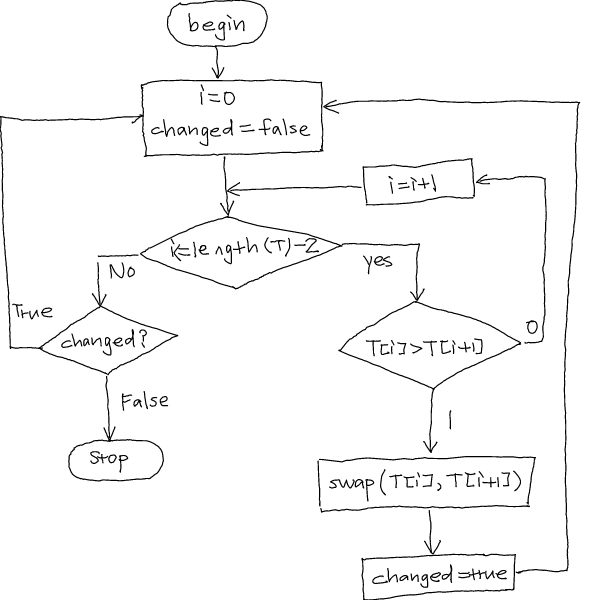 begin
i=0
changed=false
i=i+1
i<=length(T)-2
No
yes
True
changed?
T[i]>T[i+1]
0
False
1
Stop
swap(T[i], T[i+1])
changed=true